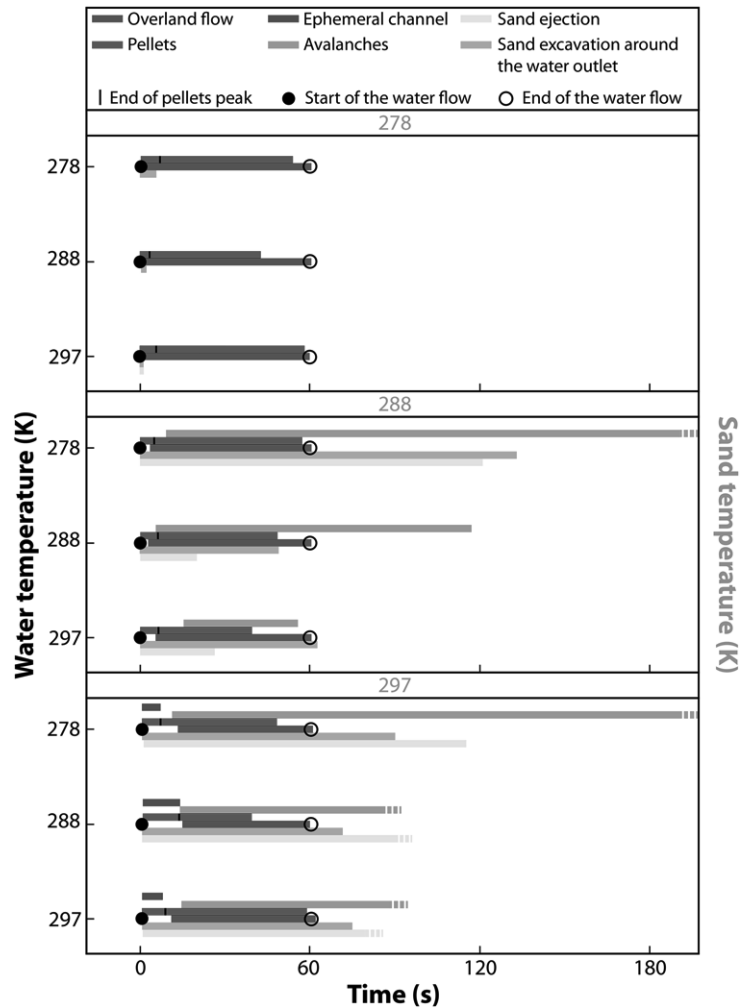 Overland flow Ephemeral channel Sand ejection
Pellets Avalanches Sand excavation around
the water outlet
End of pellets peak Start of the water flow End of the water flow
278
278
288
297
288
278
288
297
297
278
288
297
Water temperature (K)
Sand temperature (K)
0 60 120 180
Time (s)